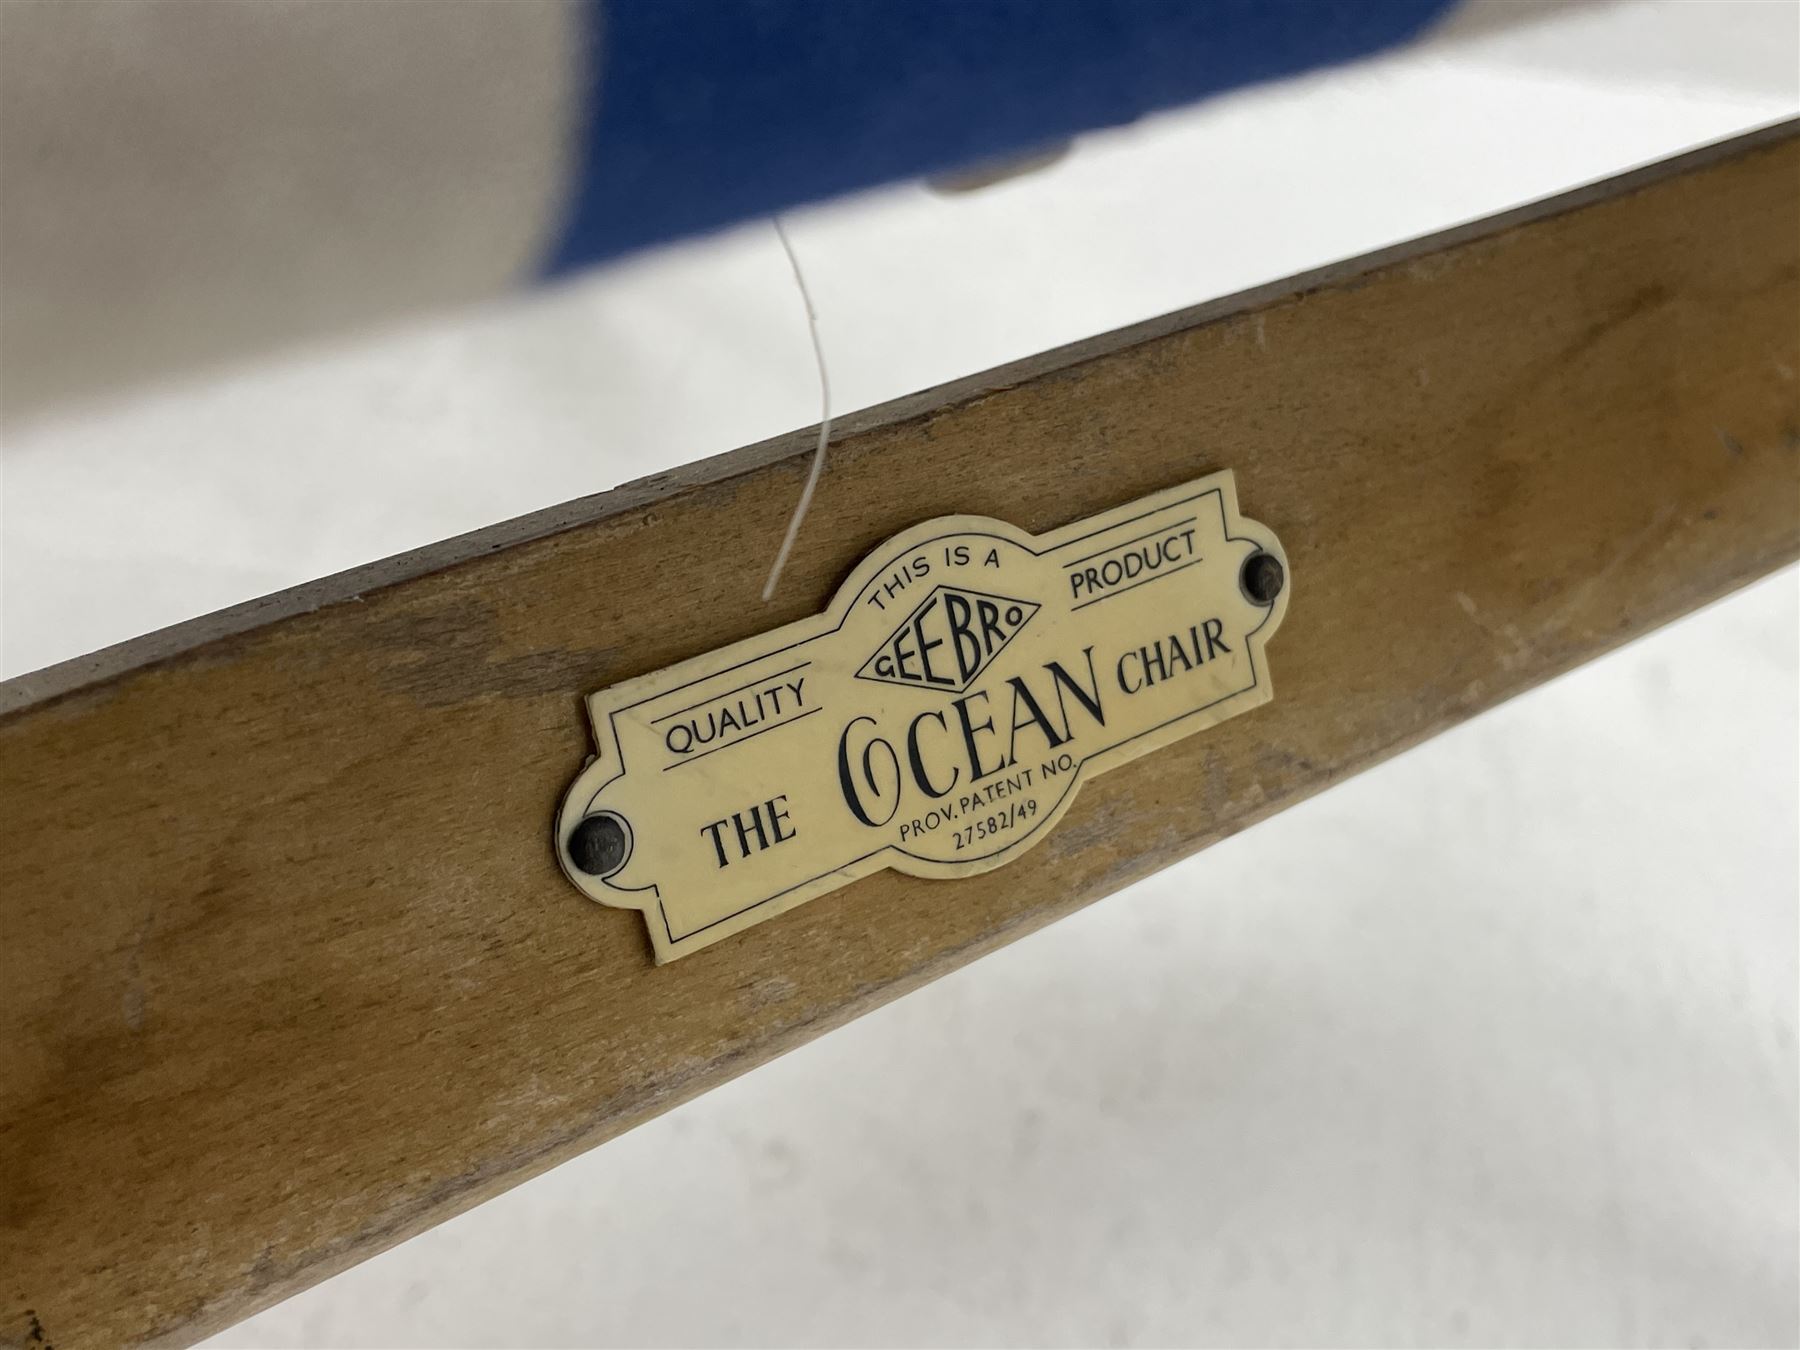 THIS IS A
GEEBRO
QUALITY PRODUCT
THE OCEAN CHAIR
PROV. PATENT NO.
27582/49